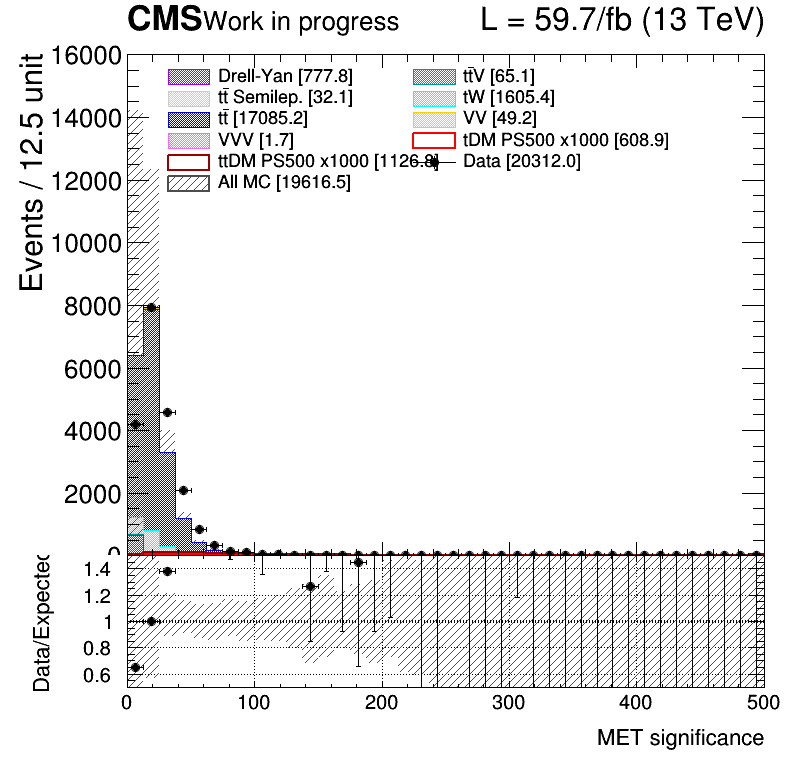 CMS Work in progress L = 59.7/fb (13 TeV)
Events / 12.5 unit
16000
14000
12000
10000
8000
6000
4000
2000
0
Drell-Yan [777.8]
tt̄V [65.1]
tt̄ Semilep. [32.1]
tW [1605.4]
tt̄ [17085.2]
VV [49.2]
VVV [1.7]
tDM PS500 x1000 [608.9]
ttDM PS500 x1000 [1126.8]
Data [20312.0]
All MC [19616.5]
Data/Expected
1.4
1.2
1
0.8
0.6
0 100 200 300 400 500
MET significance